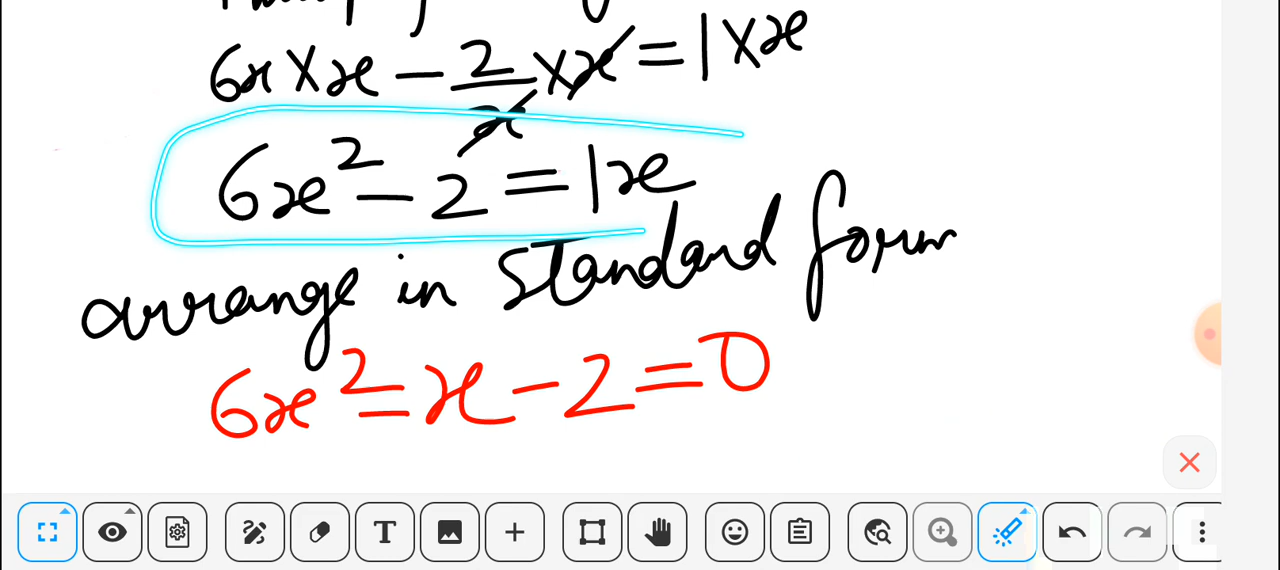 6x × x − 2/x × x = 1 × x
6x² − 2 = 1x
arrange in standard form
6x² = x − 2 = 0
T